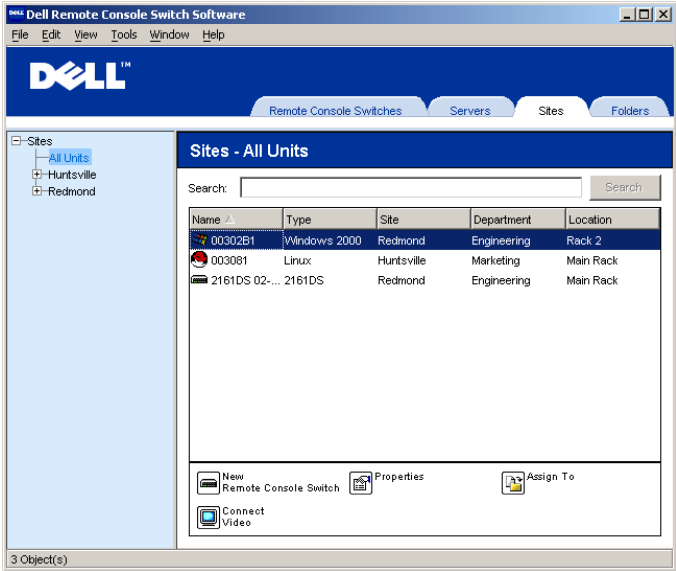 Dell Remote Console Switch Software
File Edit View Tools Window Help
DELL™
Remote Console Switches Servers Sites Folders
Sites
All Units
Huntsville
Redmond
Sites - All Units
Search: Search
Name Type Site Department Location
00302B1 Windows 2000 Redmond Engineering Rack 2
003081 Linux Huntsville Marketing Main Rack
2161DS 02-... 2161DS Redmond Engineering Main Rack
New
Remote Console Switch
Properties
Assign To
Connect
Video
3 Object(s)